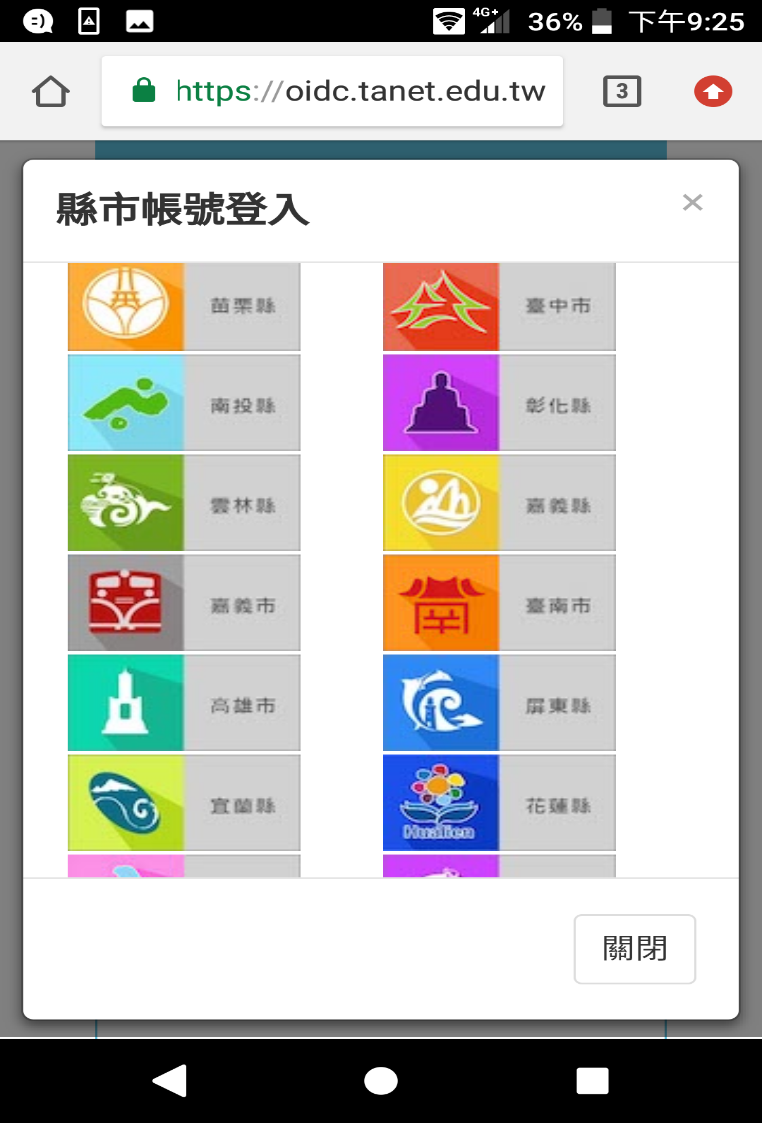 4G+ 36% 下午9:25
https://oidc.tanet.edu.tw 3
縣市帳號登入 ×
苗栗縣 臺中市
南投縣 彰化縣
雲林縣 嘉義縣
嘉義市 臺南市
高雄市 屏東縣
宜蘭縣 Hualien 花蓮縣
關閉